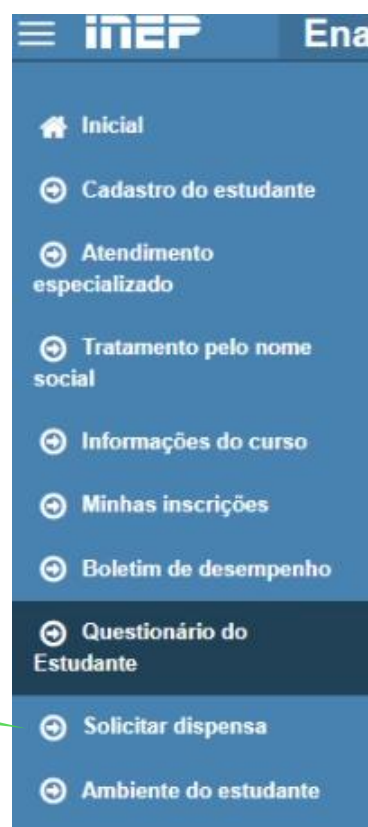 inep Ena
Inicial
Cadastro do estudante
Atendimento
especializado
Tratamento pelo nome
social
Informações do curso
Minhas inscrições
Boletim de desempenho
Questionário do
Estudante
Solicitar dispensa
Ambiente do estudante